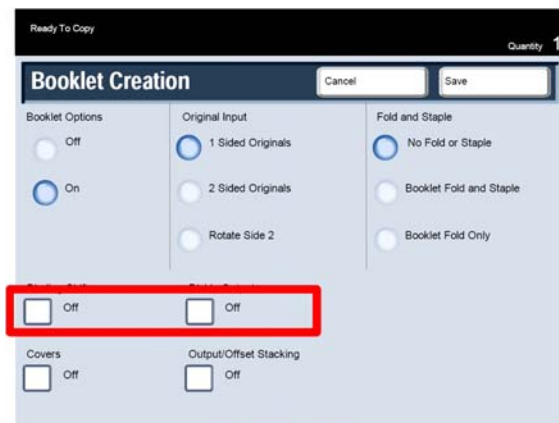 Ready To Copy
Quantity 1
Booklet Creation
Cancel
Save
Booklet Options
Off
On
Original Input
1 Sided Originals
2 Sided Originals
Rotate Side 2
Fold and Staple
No Fold or Staple
Booklet Fold and Staple
Booklet Fold Only
Off
Off
Covers
Off
Output/Offset Stacking
Off